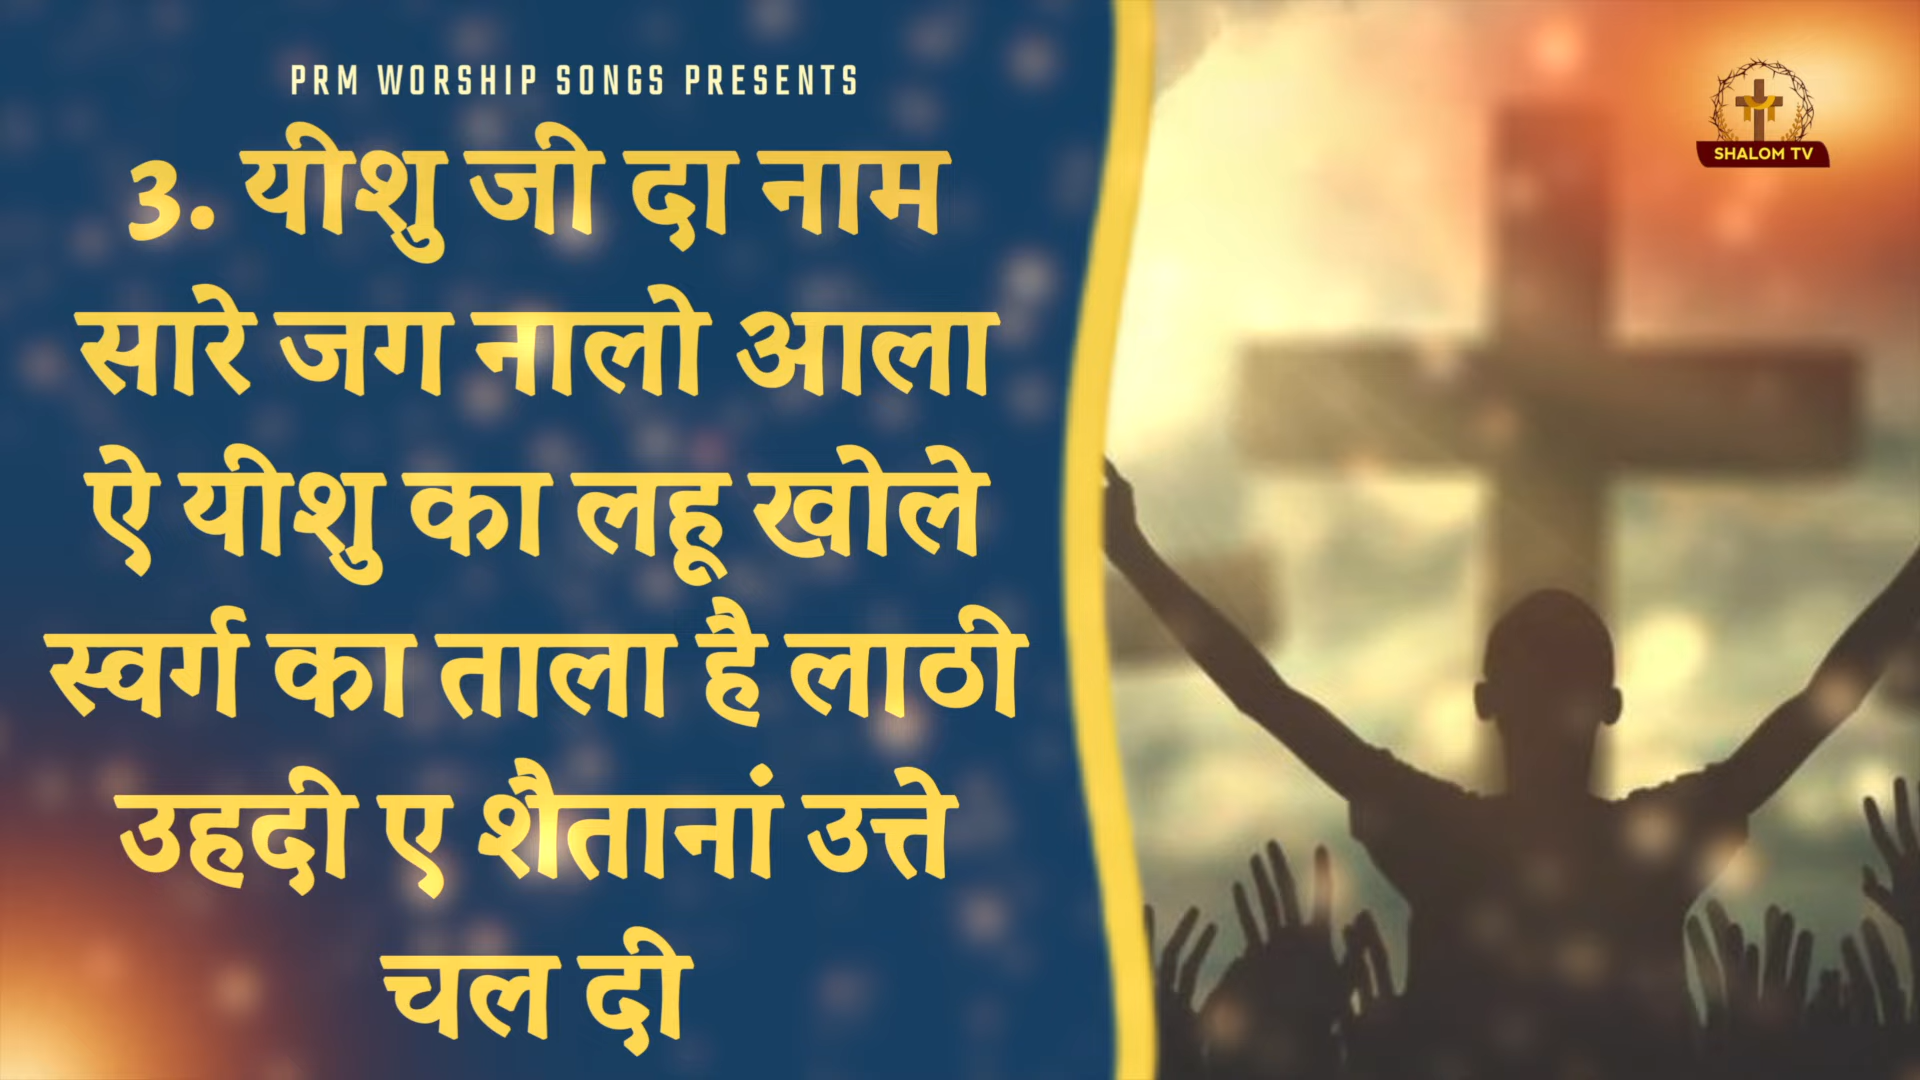 PRM WORSHIP SONGS PRESENTS
3. यीशु जी दा नाम
सारे जग नालो आला
ऐ यीशु का लहू खोले
स्वर्ग का ताला है लाठी
उहदी ए शैतानां उत्ते
चल दी
SHALOM TV